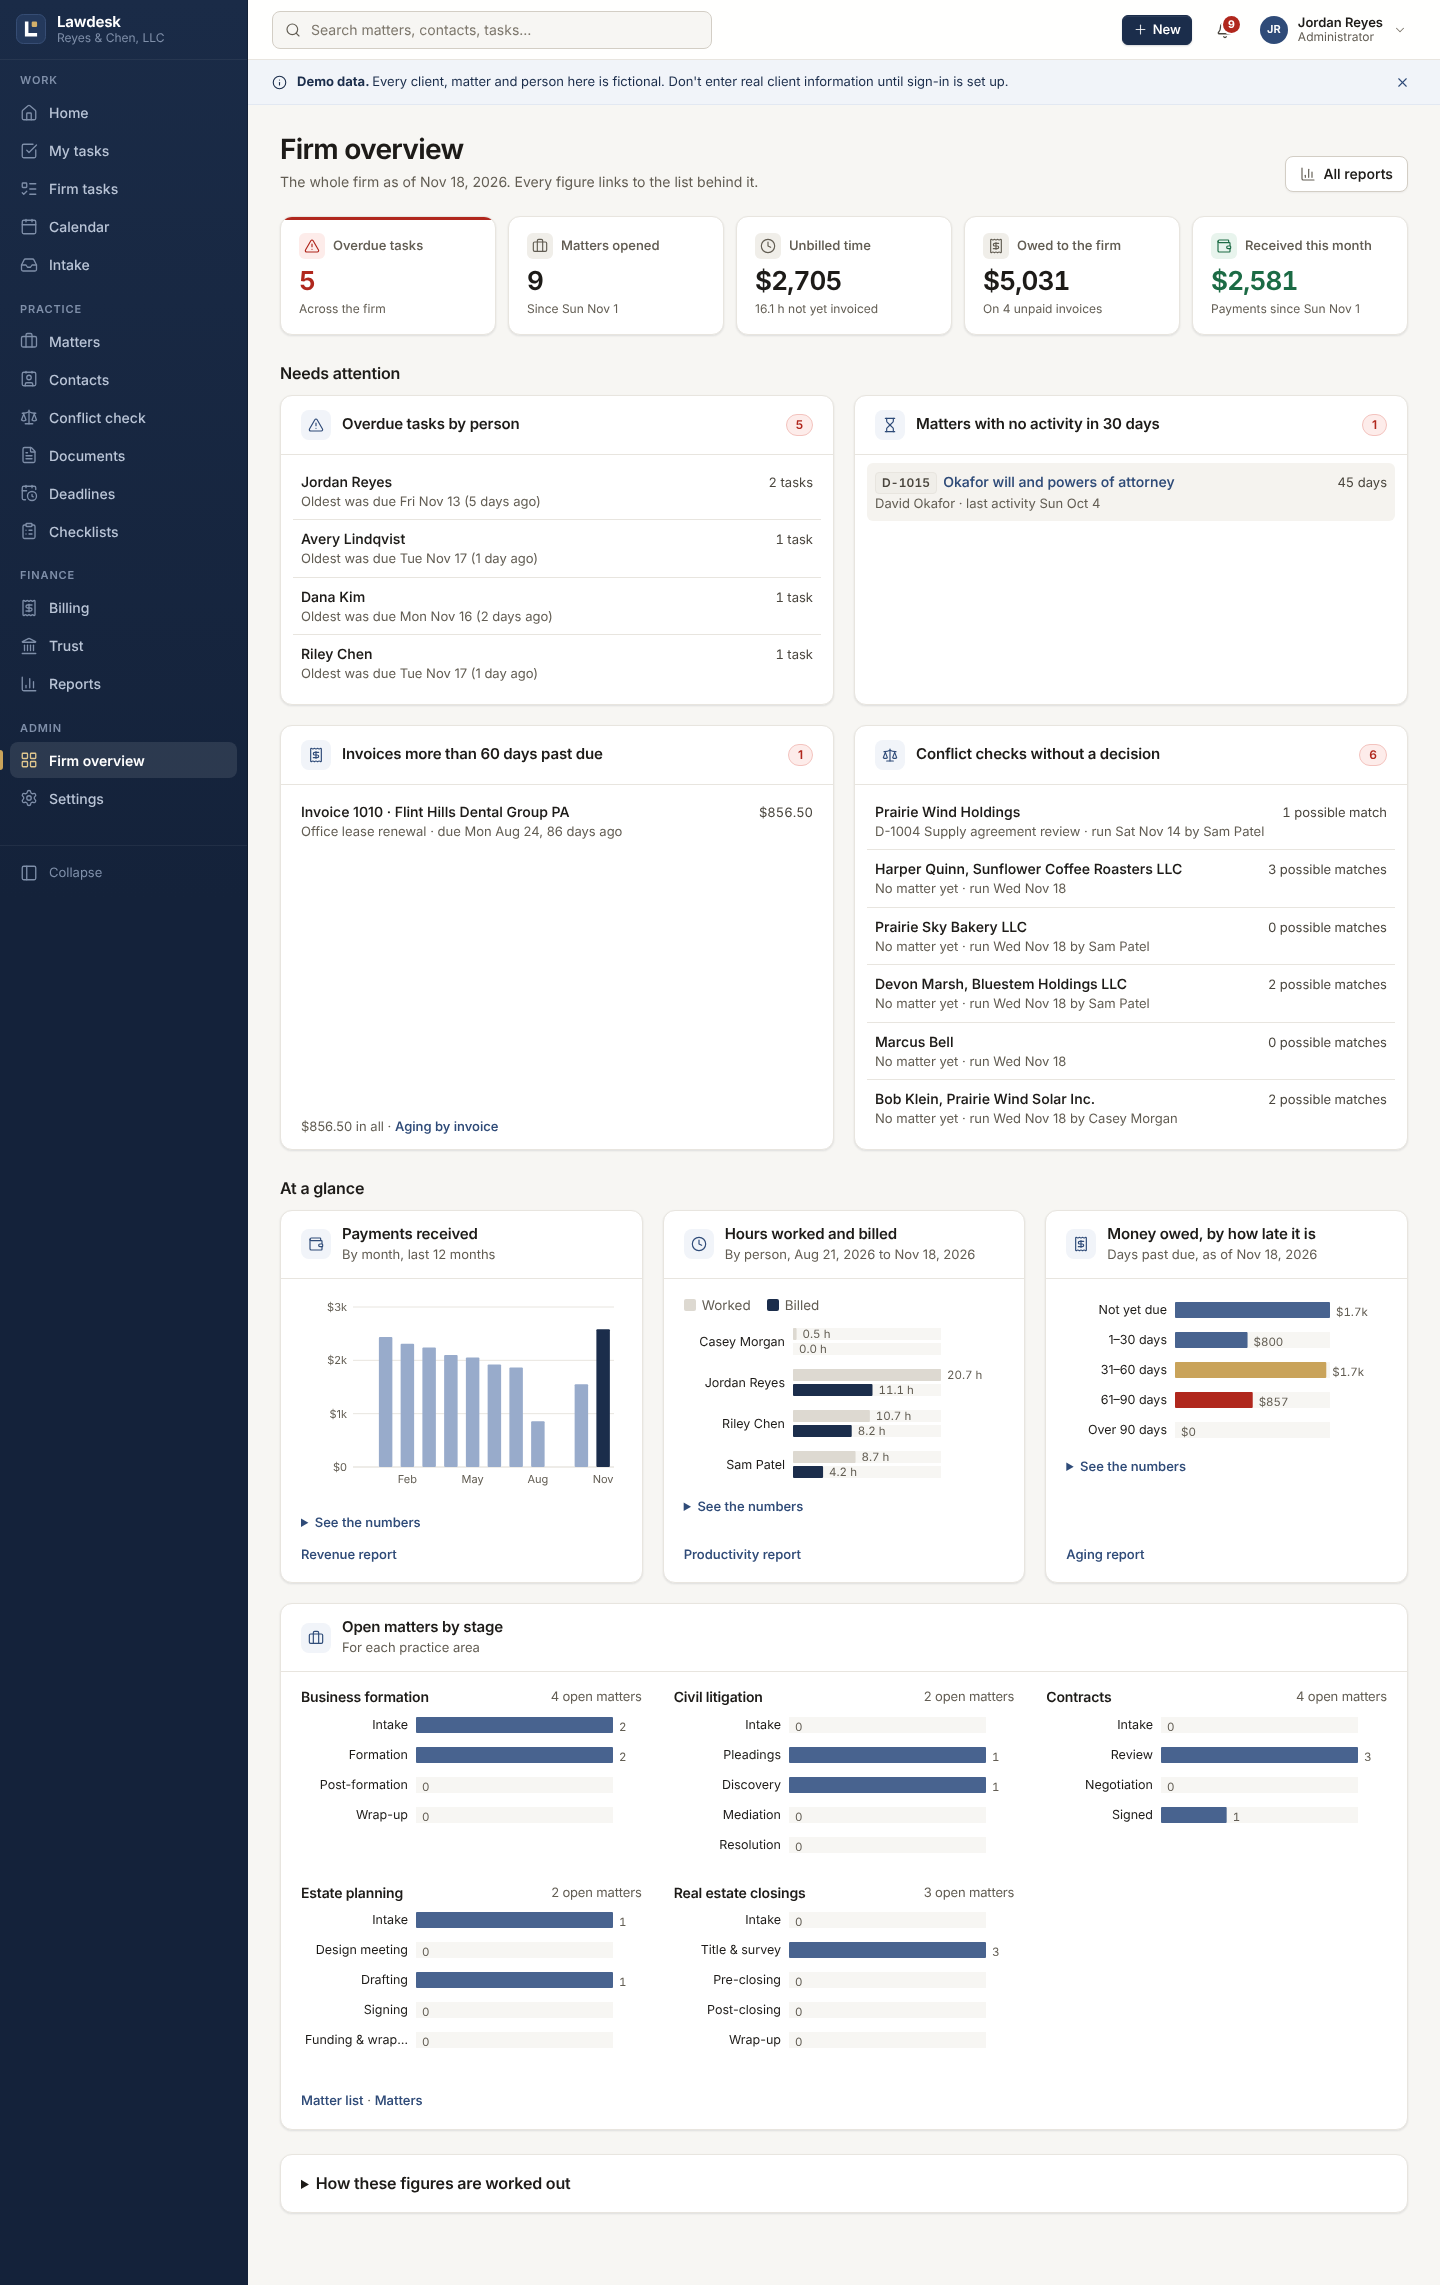 Lawdesk
Reyes & Chen, LLC
WORK
Home
My tasks
Firm tasks
Calendar
Intake
PRACTICE
Matters
Contacts
Conflict check
Documents
Deadlines
Checklists
FINANCE
Billing
Trust
Reports
ADMIN
Firm overview
Settings
Collapse
Search matters, contacts, tasks...
New
9
JR
Jordan Reyes
Administrator
Demo data. Every client, matter and person here is fictional. Don't enter real client information until sign-in is set up.
Firm overview
The whole firm as of Nov 18, 2026. Every figure links to the list behind it.
All reports
Overdue tasks
5
Across the firm
Matters opened
9
Since Sun Nov 1
Unbilled time
$2,705
16.1 h not yet invoiced
Owed to the firm
$5,031
On 4 unpaid invoices
Received this month
$2,581
Payments since Sun Nov 1
Needs attention
Overdue tasks by person
5
Jordan Reyes
2 tasks
Oldest was due Fri Nov 13 (5 days ago)
Avery Lindqvist
1 task
Oldest was due Tue Nov 17 (1 day ago)
Dana Kim
1 task
Oldest was due Mon Nov 16 (2 days ago)
Riley Chen
1 task
Oldest was due Tue Nov 17 (1 day ago)
Matters with no activity in 30 days
1
D-1015 Okafor will and powers of attorney
45 days
David Okafor · last activity Sun Oct 4
Invoices more than 60 days past due
1
Invoice 1010 · Flint Hills Dental Group PA
$856.50
Office lease renewal · due Mon Aug 24, 86 days ago
$856.50 in all · Aging by invoice
Conflict checks without a decision
6
Prairie Wind Holdings
1 possible match
D-1004 Supply agreement review · run Sat Nov 14 by Sam Patel
Harper Quinn, Sunflower Coffee Roasters LLC
3 possible matches
No matter yet · run Wed Nov 18
Prairie Sky Bakery LLC
0 possible matches
No matter yet · run Wed Nov 18 by Sam Patel
Devon Marsh, Bluestem Holdings LLC
2 possible matches
No matter yet · run Wed Nov 18 by Sam Patel
Marcus Bell
0 possible matches
No matter yet · run Wed Nov 18
Bob Klein, Prairie Wind Solar Inc.
2 possible matches
No matter yet · run Wed Nov 18 by Casey Morgan
At a glance
Payments received
By month, last 12 months
$3k
$2k
$1k
$0
Feb May Aug Nov
See the numbers
Revenue report
Hours worked and billed
By person, Aug 21, 2026 to Nov 18, 2026
Worked Billed
Casey Morgan
0.5 h
0.0 h
Jordan Reyes
20.7 h
11.1 h
Riley Chen
10.7 h
8.2 h
Sam Patel
8.7 h
4.2 h
See the numbers
Productivity report
Money owed, by how late it is
Days past due, as of Nov 18, 2026
Not yet due $1.7k
1–30 days $800
31–60 days $1.7k
61–90 days $857
Over 90 days $0
See the numbers
Aging report
Open matters by stage
For each practice area
Business formation 4 open matters
Intake 2
Formation 2
Post-formation 0
Wrap-up 0
Civil litigation 2 open matters
Intake 0
Pleadings 1
Discovery 1
Mediation 0
Resolution 0
Contracts 4 open matters
Intake 0
Review 3
Negotiation 0
Signed 1
Estate planning 2 open matters
Intake 1
Design meeting 0
Drafting 1
Signing 0
Funding & wrap... 0
Real estate closings 3 open matters
Intake 0
Title & survey 3
Pre-closing 0
Post-closing 0
Wrap-up 0
Matter list · Matters
How these figures are worked out